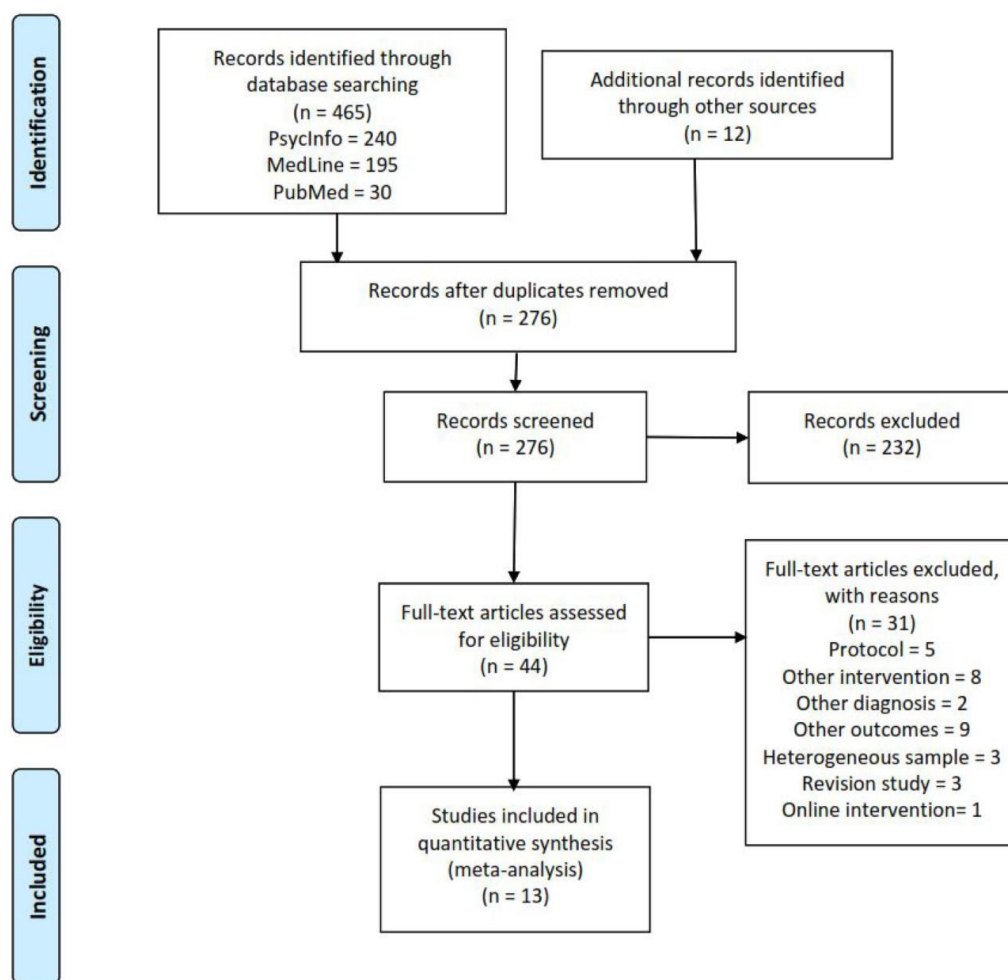 Identification
Records identified through
database searching
(n = 465)
PsycInfo = 240
MedLine = 195
PubMed = 30
Additional records identified
through other sources
(n = 12)
Screening
Records after duplicates removed
(n = 276)
Records screened
(n = 276)
Records excluded
(n = 232)
Eligibility
Full-text articles assessed
for eligibility
(n = 44)
Full-text articles excluded,
with reasons
(n = 31)
Protocol = 5
Other intervention = 8
Other diagnosis = 2
Other outcomes = 9
Heterogeneous sample = 3
Revision study = 3
Online intervention= 1
Included
Studies included in
quantitative synthesis
(meta-analysis)
(n = 13)